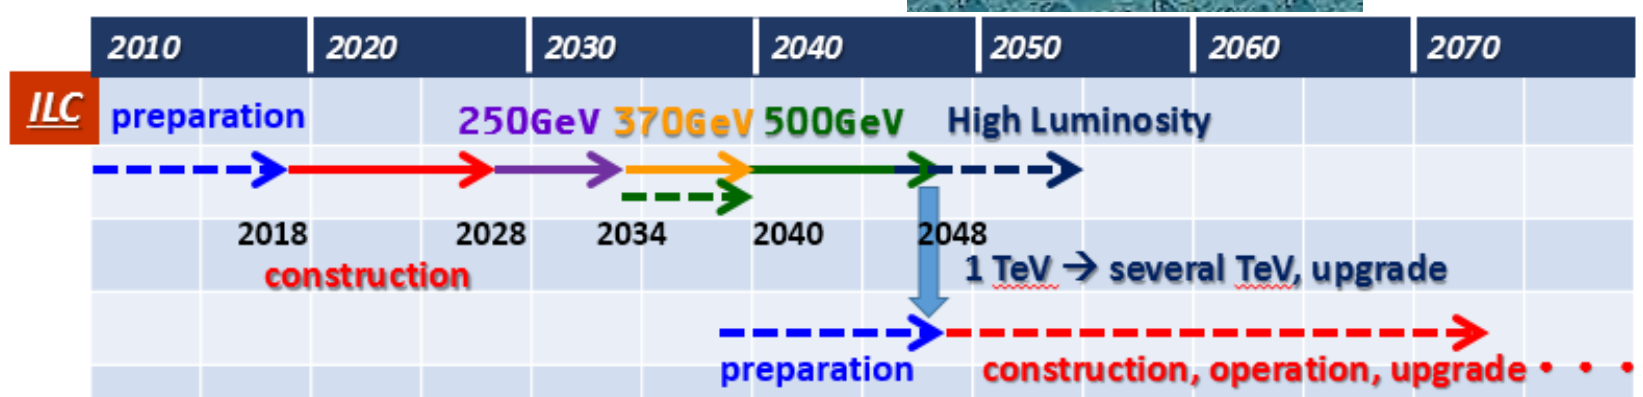 2010 2020 2030 2040 2050 2060 2070
ILC preparation 250GeV 370GeV 500GeV High Luminosity
2018 2028 2034 2040 2048
construction 1 TeV → several TeV, upgrade
preparation construction, operation, upgrade・・・